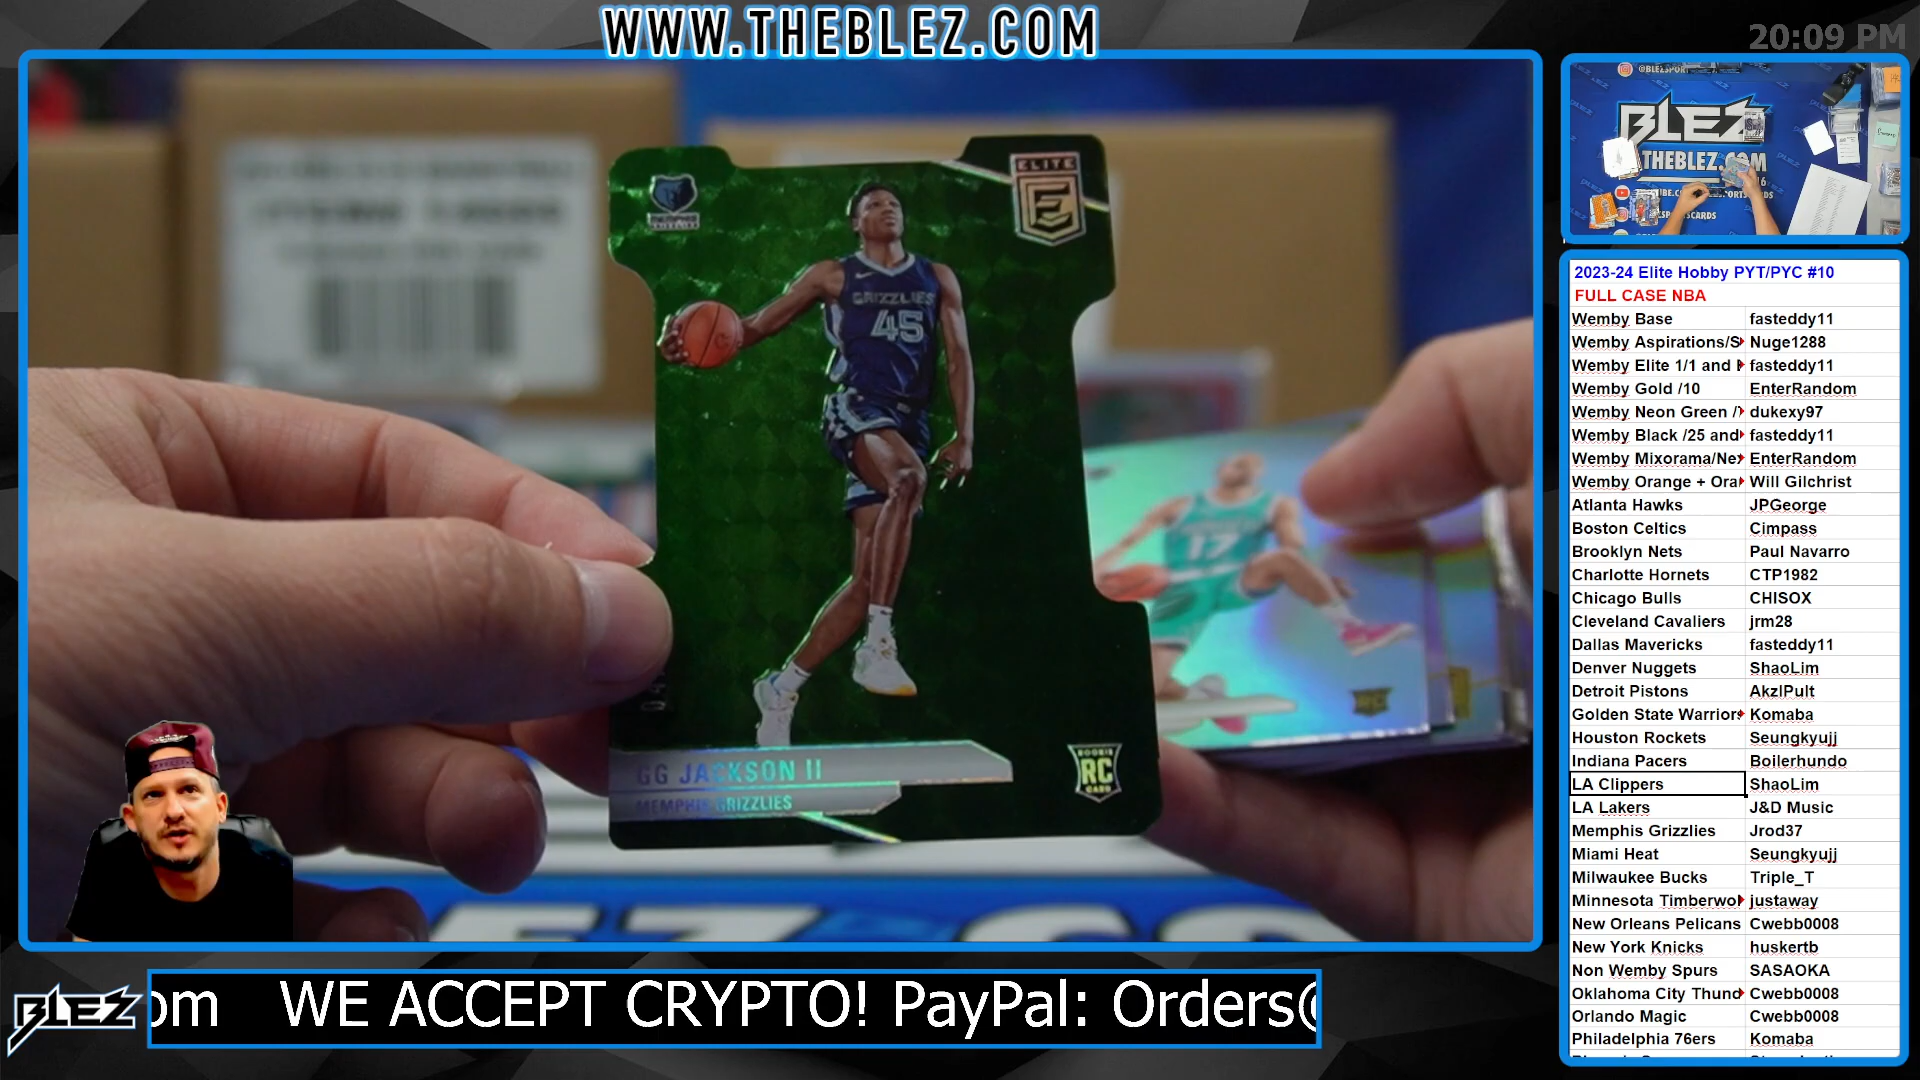 WWW.THEBLEZ.COM
20:09 PM
ELITE
E
GRIZZLIES
45
17
GG JACKSON II
MEMPHIS GRIZZLIES
ROOKIE
RC
CARD
BLEZ
THEBLEZ.COM
2023-24 Elite Hobby PYT/PYC #10
FULL CASE NBA
Wemby Base fasteddy11
Wemby Aspirations/S Nuge1288
Wemby Elite 1/1 and fasteddy11
Wemby Gold /10 EnterRandom
Wemby Neon Green / dukexy97
Wemby Black /25 and fasteddy11
Wemby Mixorama/Ne EnterRandom
Wemby Orange + Ora Will Gilchrist
Atlanta Hawks JPGeorge
Boston Celtics Cimpass
Brooklyn Nets Paul Navarro
Charlotte Hornets CTP1982
Chicago Bulls CHISOX
Cleveland Cavaliers jrm28
Dallas Mavericks fasteddy11
Denver Nuggets ShaoLim
Detroit Pistons AkzlPult
Golden State Warriors Komaba
Houston Rockets Seungkyujj
Indiana Pacers Boilerhundo
LA Clippers ShaoLim
LA Lakers J&D Music
Memphis Grizzlies Jrod37
Miami Heat Seungkyujj
Milwaukee Bucks Triple_T
Minnesota Timberwol justaway
New Orleans Pelicans Cwebb0008
New York Knicks huskertb
Non Wemby Spurs SASAOKA
Oklahoma City Thund Cwebb0008
Orlando Magic Cwebb0008
Philadelphia 76ers Komaba
BLEZ
om WE ACCEPT CRYPTO! PayPal: Orders@